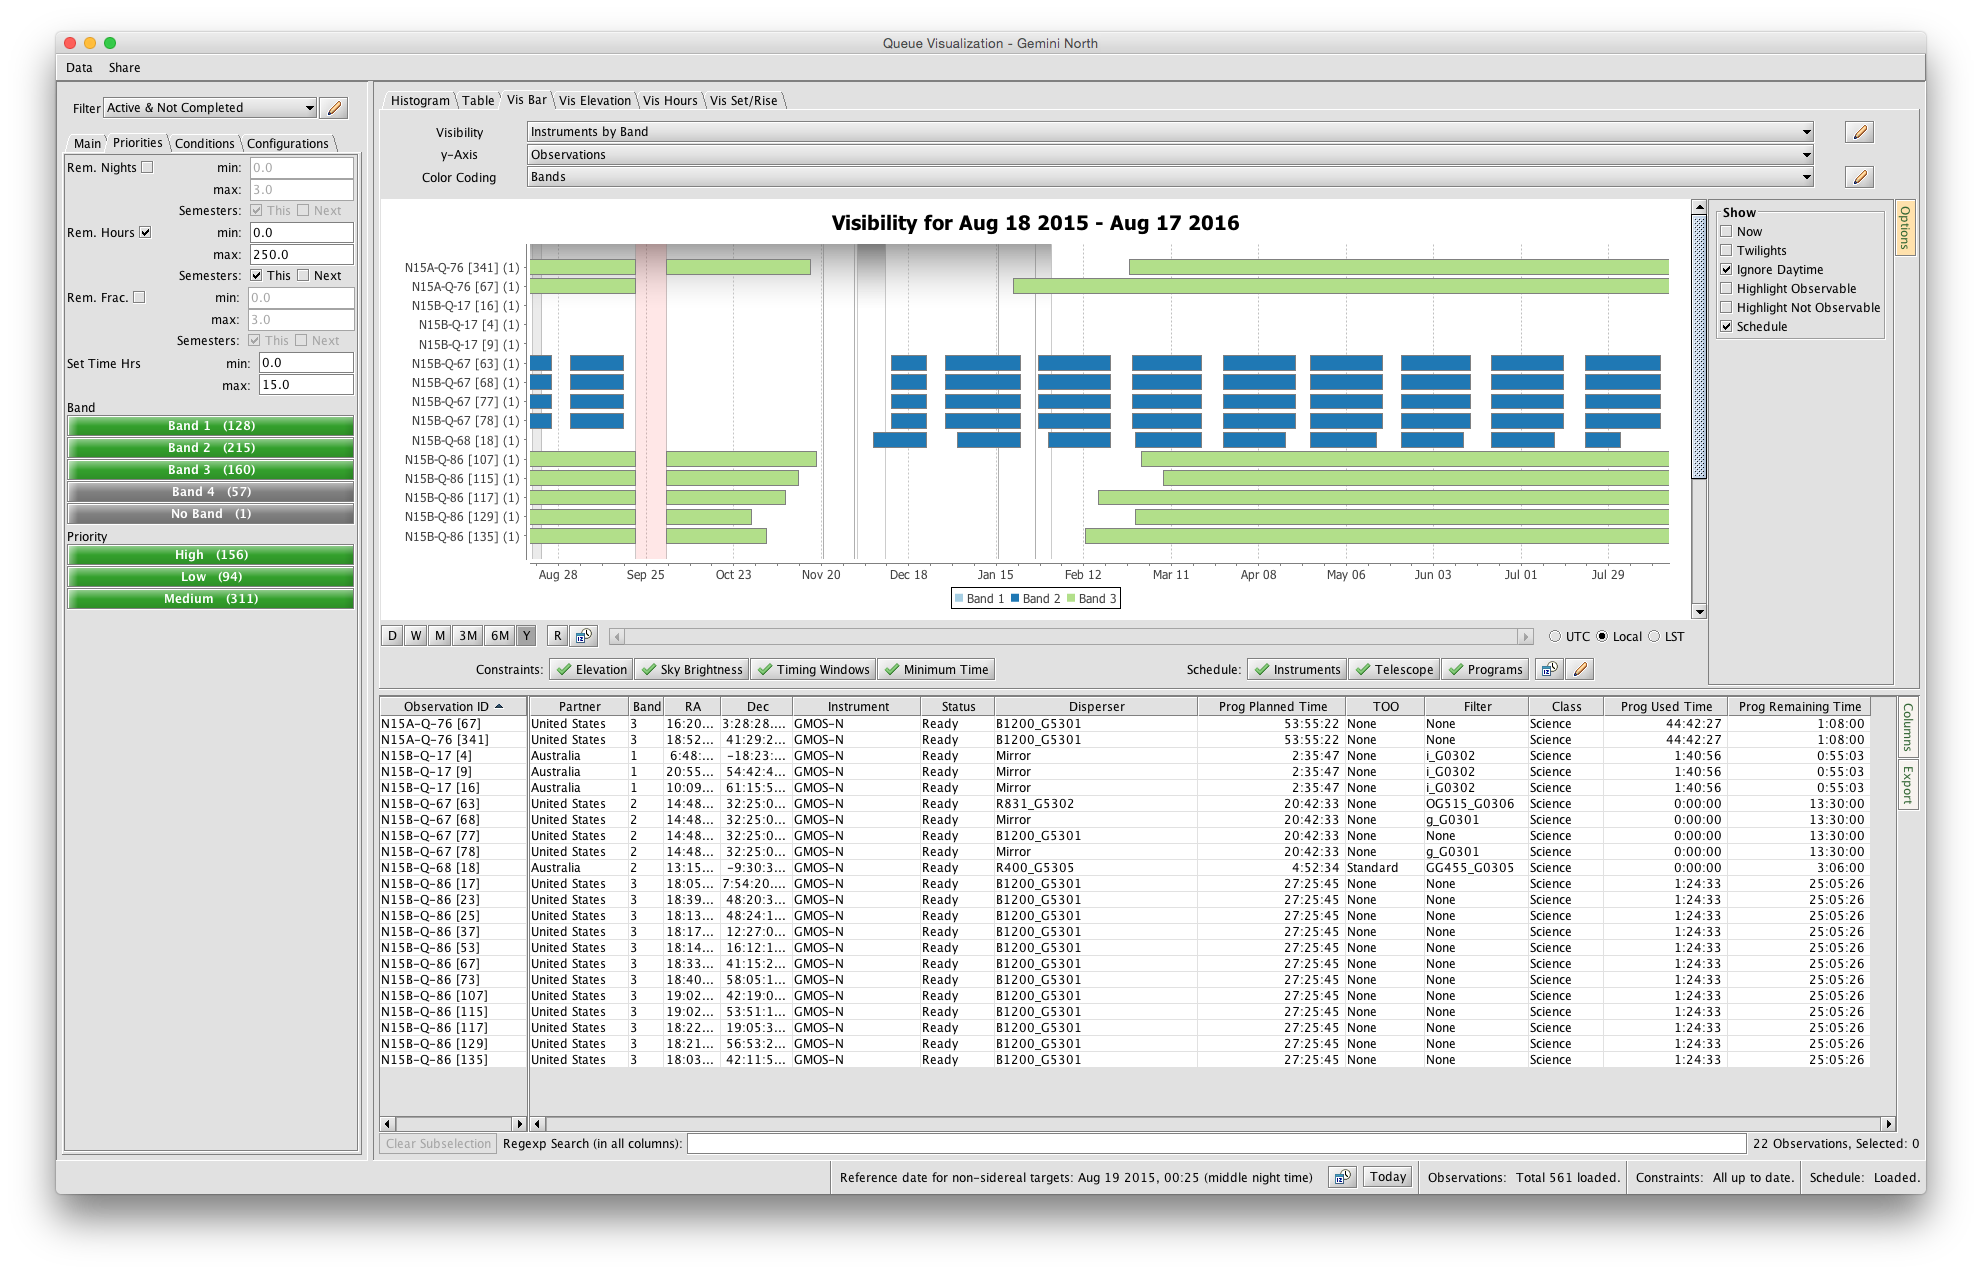 Queue Visualization - Gemini North
Data Share
Filter Active & Not Completed
Main Priorities Conditions Configurations
Rem. Nights min: 0.0
max: 3.0
Semesters: This Next
Rem. Hours min: 0.0
max: 250.0
Semesters: This Next
Rem. Frac. min: 0.0
max: 3.0
Semesters: This Next
Set Time Hrs min: 0.0
max: 15.0
Band
Band 1 (128)
Band 2 (215)
Band 3 (160)
Band 4 (57)
No Band (1)
Priority
High (156)
Low (94)
Medium (311)
Histogram Table Vis Bar Vis Elevation Vis Hours Vis Set/Rise
Visibility Instruments by Band
y-Axis Observations
Color Coding Bands
Visibility for Aug 18 2015 - Aug 17 2016
N15A-Q-76 [341] (1)
N15A-Q-76 [67] (1)
N15B-Q-17 [16] (1)
N15B-Q-17 [4] (1)
N15B-Q-17 [9] (1)
N15B-Q-67 [63] (1)
N15B-Q-67 [68] (1)
N15B-Q-67 [77] (1)
N15B-Q-67 [78] (1)
N15B-Q-68 [18] (1)
N15B-Q-86 [107] (1)
N15B-Q-86 [115] (1)
N15B-Q-86 [117] (1)
N15B-Q-86 [129] (1)
N15B-Q-86 [135] (1)
Aug 28 Sep 25 Oct 23 Nov 20 Dec 18 Jan 15 Feb 12 Mar 11 Apr 08 May 06 Jun 03 Jul 01 Jul 29
Band 1 Band 2 Band 3
Show
Now
Twilights
Ignore Daytime
Highlight Observable
Highlight Not Observable
Schedule
Options
D W M 3M 6M Y R UTC Local LST
Constraints: Elevation Sky Brightness Timing Windows Minimum Time Schedule: Instruments Telescope Programs
Observation ID Partner Band RA Dec Instrument Status Disperser Prog Planned Time TOO Filter Class Prog Used Time Prog Remaining Time
N15A-Q-76 [67] United States 3 16:20... 3:28:28.... GMOS-N Ready B1200_G5301 53:55:22 None None Science 44:42:27 1:08:00
N15A-Q-76 [341] United States 3 18:52... 41:29:2... GMOS-N Ready B1200_G5301 53:55:22 None None Science 44:42:27 1:08:00
N15B-Q-17 [4] Australia 1 6:48:... -18:23:... GMOS-N Ready Mirror 2:35:47 None i_G0302 Science 1:40:56 0:55:03
N15B-Q-17 [9] Australia 1 20:55... 54:42:4... GMOS-N Ready Mirror 2:35:47 None i_G0302 Science 1:40:56 0:55:03
N15B-Q-17 [16] Australia 1 10:09... 61:15:5... GMOS-N Ready Mirror 2:35:47 None i_G0302 Science 1:40:56 0:55:03
N15B-Q-67 [63] United States 2 14:48... 32:25:0... GMOS-N Ready R831_G5302 20:42:33 None OG515_G0306 Science 0:00:00 13:30:00
N15B-Q-67 [68] United States 2 14:48... 32:25:0... GMOS-N Ready Mirror 20:42:33 None g_G0301 Science 0:00:00 13:30:00
N15B-Q-67 [77] United States 2 14:48... 32:25:0... GMOS-N Ready B1200_G5301 20:42:33 None None Science 0:00:00 13:30:00
N15B-Q-67 [78] United States 2 14:48... 32:25:0... GMOS-N Ready Mirror 20:42:33 None g_G0301 Science 0:00:00 13:30:00
N15B-Q-68 [18] Australia 2 13:15... -9:30:3... GMOS-N Ready R400_G5305 4:52:34 Standard GG455_G0305 Science 0:00:00 3:06:00
N15B-Q-86 [17] United States 3 18:05... 7:54:20.... GMOS-N Ready B1200_G5301 27:25:45 None None Science 1:24:33 25:05:26
N15B-Q-86 [23] United States 3 18:39... 48:20:3... GMOS-N Ready B1200_G5301 27:25:45 None None Science 1:24:33 25:05:26
N15B-Q-86 [25] United States 3 18:13... 48:24:1... GMOS-N Ready B1200_G5301 27:25:45 None None Science 1:24:33 25:05:26
N15B-Q-86 [37] United States 3 18:17... 12:27:0... GMOS-N Ready B1200_G5301 27:25:45 None None Science 1:24:33 25:05:26
N15B-Q-86 [53] United States 3 18:14... 16:12:1... GMOS-N Ready B1200_G5301 27:25:45 None None Science 1:24:33 25:05:26
N15B-Q-86 [67] United States 3 18:33... 41:15:2... GMOS-N Ready B1200_G5301 27:25:45 None None Science 1:24:33 25:05:26
N15B-Q-86 [73] United States 3 18:40... 58:05:1... GMOS-N Ready B1200_G5301 27:25:45 None None Science 1:24:33 25:05:26
N15B-Q-86 [107] United States 3 19:02... 42:19:0... GMOS-N Ready B1200_G5301 27:25:45 None None Science 1:24:33 25:05:26
N15B-Q-86 [115] United States 3 19:02... 53:51:1... GMOS-N Ready B1200_G5301 27:25:45 None None Science 1:24:33 25:05:26
N15B-Q-86 [117] United States 3 18:22... 19:05:3... GMOS-N Ready B1200_G5301 27:25:45 None None Science 1:24:33 25:05:26
N15B-Q-86 [129] United States 3 18:21... 56:53:2... GMOS-N Ready B1200_G5301 27:25:45 None None Science 1:24:33 25:05:26
N15B-Q-86 [135] United States 3 18:03... 42:11:5... GMOS-N Ready B1200_G5301 27:25:45 None None Science 1:24:33 25:05:26
Columns
Export
Clear Subselection Regexp Search (in all columns): 22 Observations, Selected: 0
Reference date for non-sidereal targets: Aug 19 2015, 00:25 (middle night time) Today Observations: Total 561 loaded. Constraints: All up to date. Schedule: Loaded.